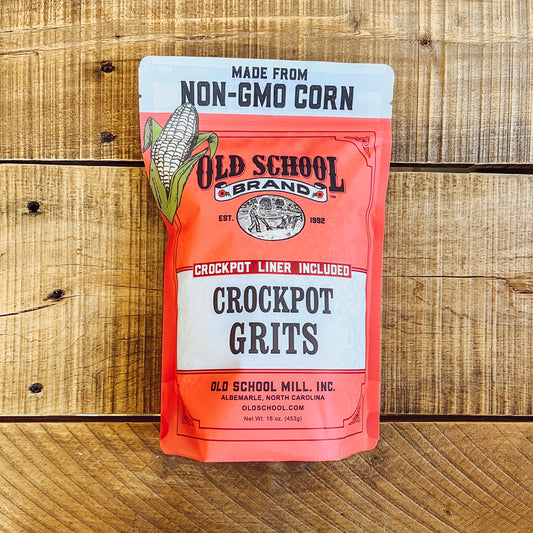 MADE FROM
NON-GMO CORN
OLD SCHOOL
BRAND™
EST. 1992
CROCKPOT LINER INCLUDED
CROCKPOT
GRITS
OLD SCHOOL MILL, INC.
ALBEMARLE, NORTH CAROLINA
OLDSCHOOL.COM
Net Wt. 16 oz. (453g)